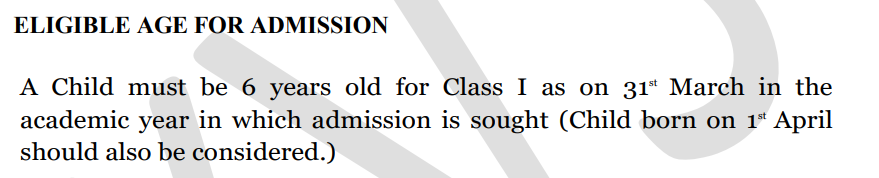 ELIGIBLE AGE FOR ADMISSION
A Child must be 6 years old for Class I as on 31st March in the
academic year in which admission is sought (Child born on 1st April
should also be considered.)